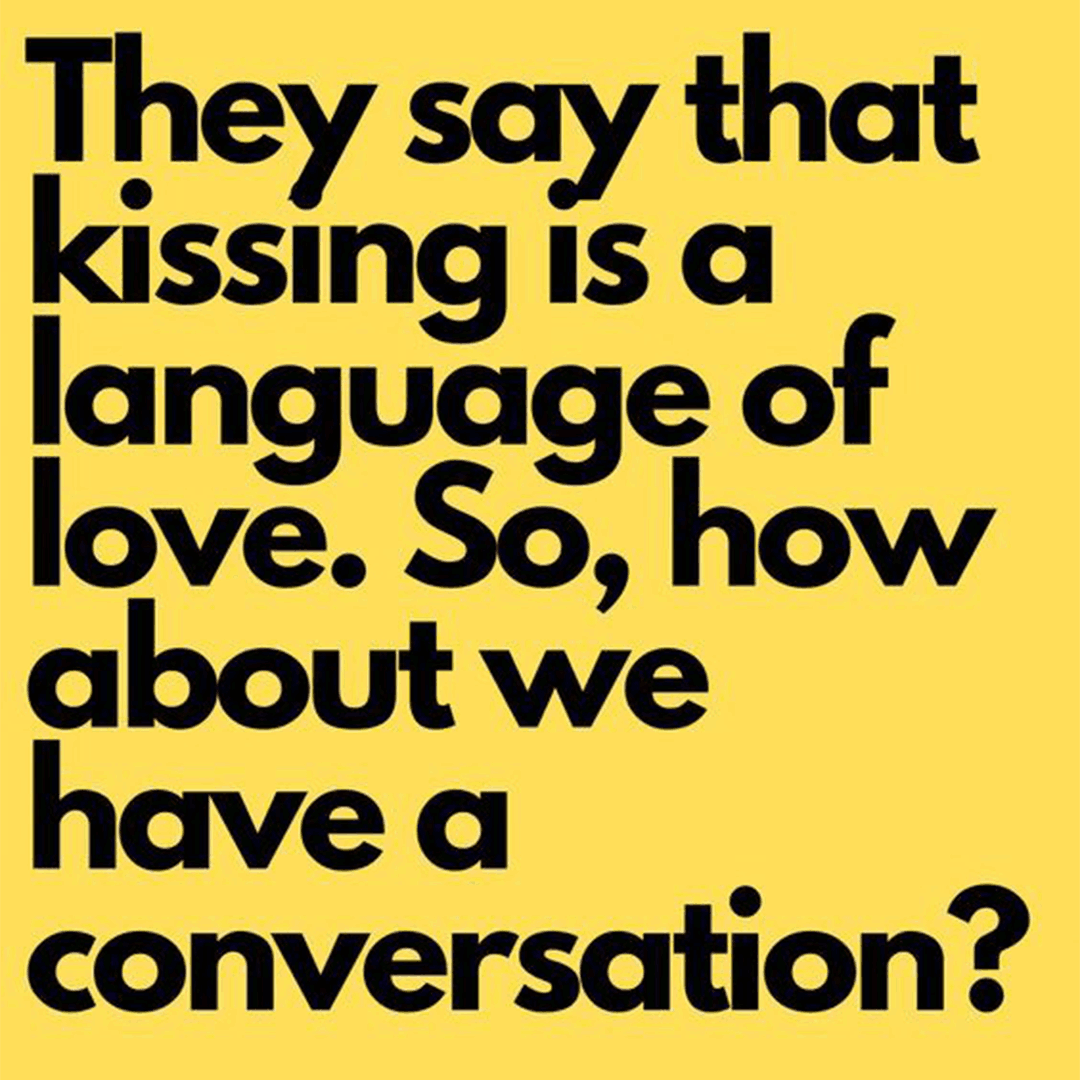 They say that
kissing is a
language of
love. So, how
about we
have a
conversation?